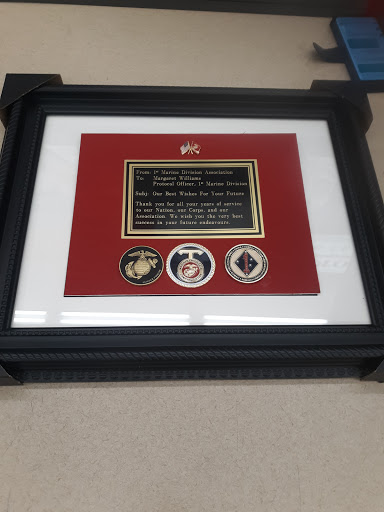 From: 1st Marine Division Association
To: Margaret Williams
Protocol Officer, 1st Marine Division
Subj: Our Best Wishes For Your Future
Thank you for all your years of service
to our Nation, our Corps, and our
Association. We wish you the very best
success in your future endeavours.